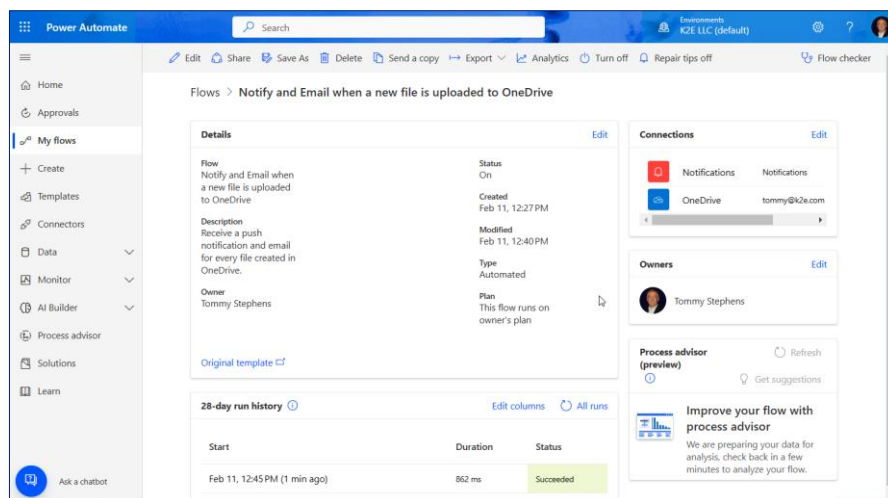 Power Automate
Search
Environments
K2E LLC (default)
?
Edit Share Save As Delete Send a copy Export Analytics Turn off Repair tips off Flow checker
Home
Approvals
My flows
Create
Templates
Connectors
Data
Monitor
AI Builder
Process advisor
Solutions
Learn
Ask a chatbot
Flows > Notify and Email when a new file is uploaded to OneDrive
Details Edit
Flow
Notify and Email when
a new file is uploaded
to OneDrive
Description
Receive a push
notification and email
for every file created in
OneDrive.
Owner
Tommy Stephens
Status
On
Created
Feb 11, 12:27 PM
Modified
Feb 11, 12:40 PM
Type
Automated
Plan
This flow runs on
owner's plan
Original template
28-day run history Edit columns All runs
Start Duration Status
Feb 11, 12:45 PM (1 min ago) 862 ms Succeeded
Connections Edit
Notifications Notifications
OneDrive tommy@k2e.com
Owners Edit
Tommy Stephens
Process advisor
(preview)
Refresh
Get suggestions
Improve your flow with
process advisor
We are preparing your data for
analysis, check back in a few
minutes to analyze your flow.